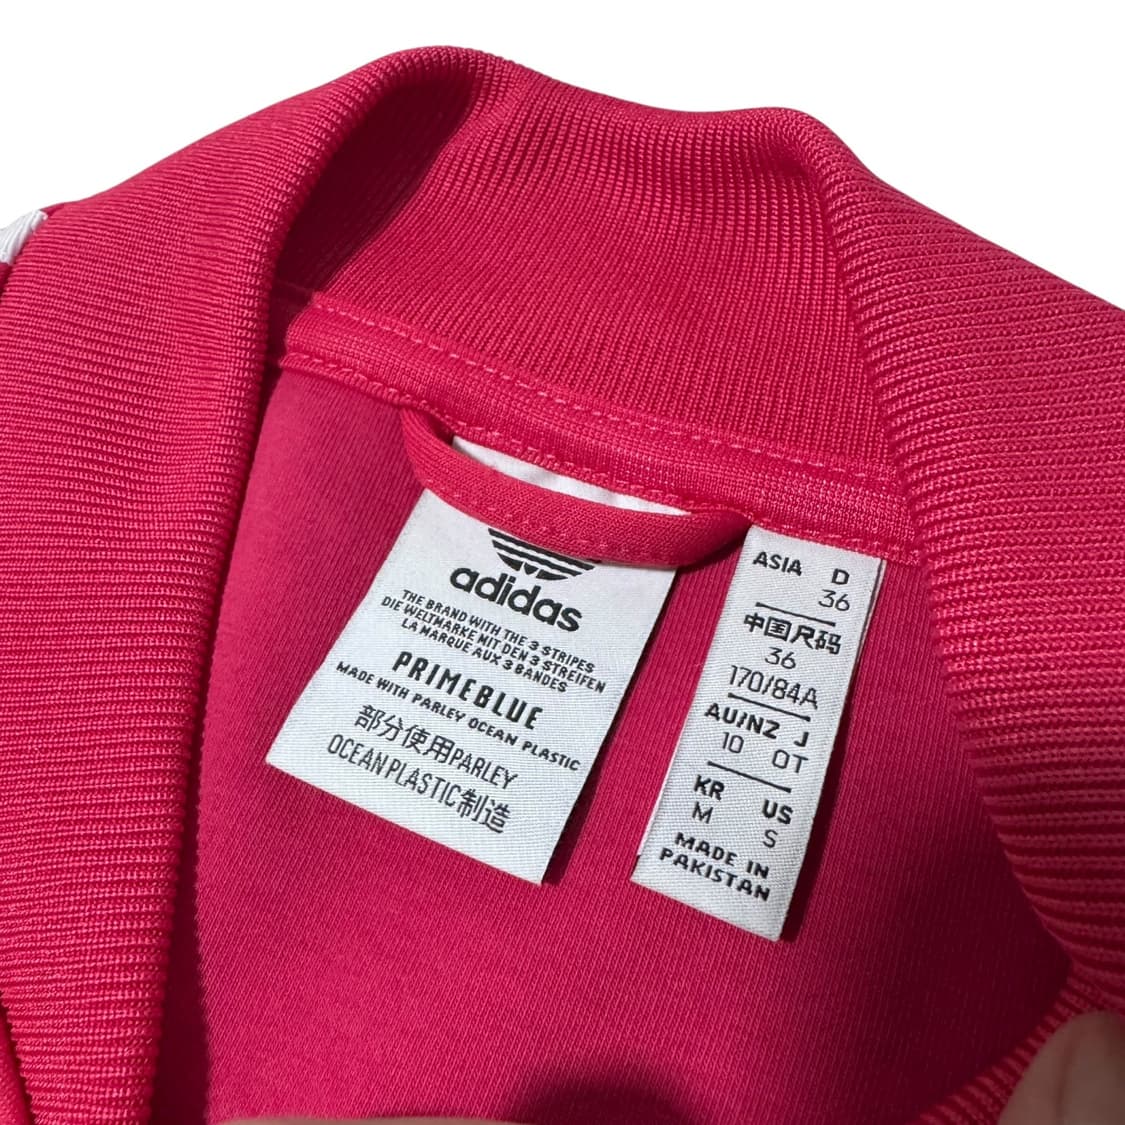 adidas
THE BRAND WITH THE 3 STRIPES
DIE WELTMARKE MIT DEN 3 STREIFEN
LA MARQUE AUX 3 BANDES
PRIMEBLUE
MADE WITH PARLEY OCEAN PLASTIC
部分使用PARLEY
OCEAN PLASTIC制造
ASIA D
36
中国尺码
36
170/84A
AU/NZ J
10 OT
KR US
M S
MADE IN
PAKISTAN